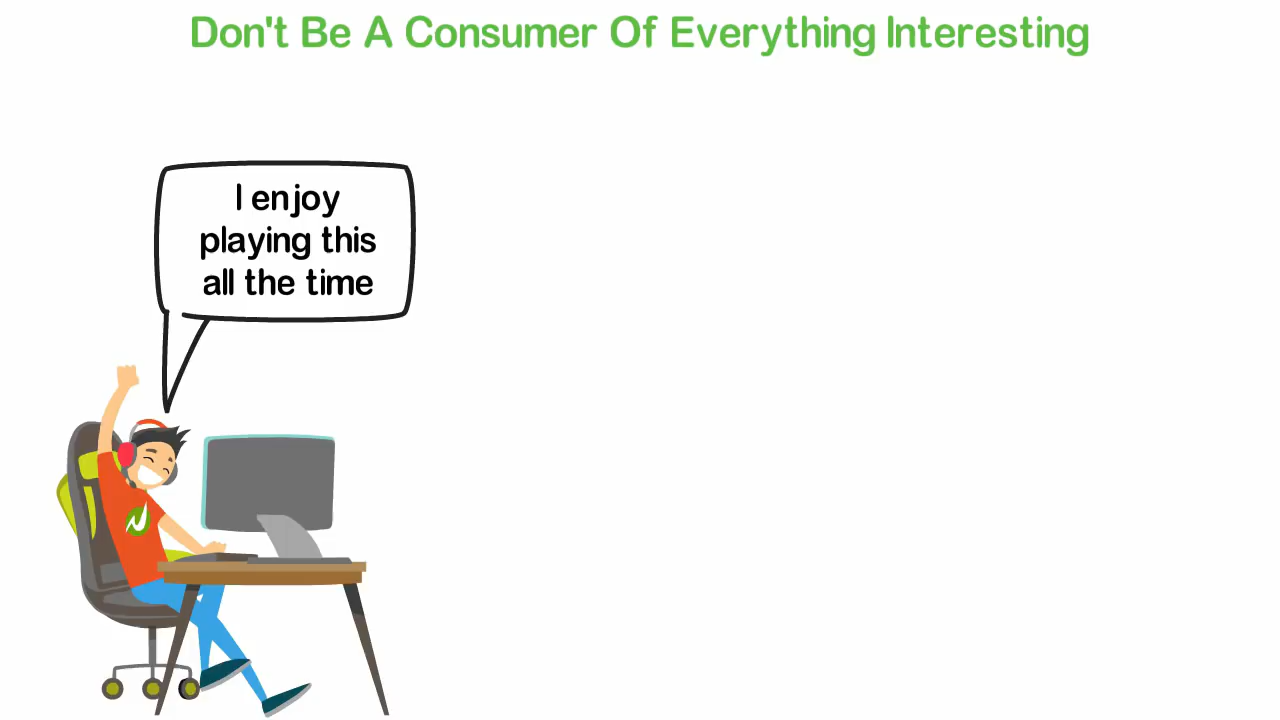 Don't Be A Consumer Of Everything Interesting
I enjoy
playing this
all the time